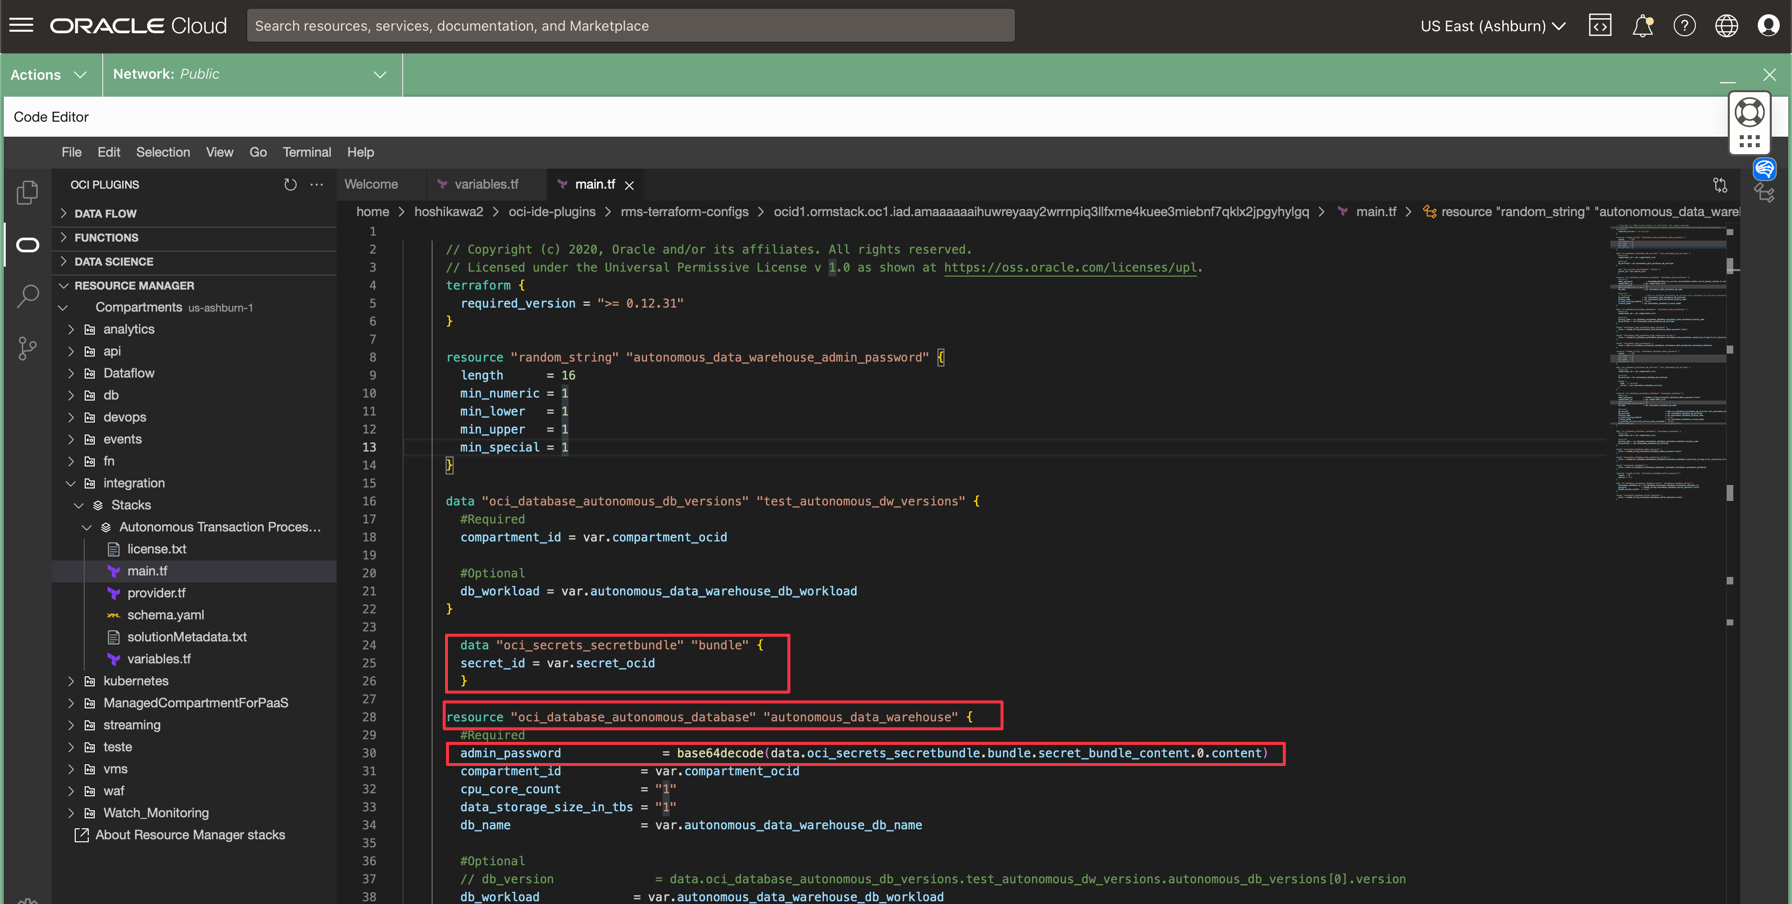 ORACLE Cloud
Search resources, services, documentation, and Marketplace
US East (Ashburn)
Actions
Network: Public
Code Editor
File Edit Selection View Go Terminal Help
OCI PLUGINS
Welcome
variables.tf
main.tf
home > hoshikawa2 > oci-ide-plugins > rms-terraform-configs > ocid1.ormstack.oc1.iad.amaaaaaaihuwreyaay2wrrnpiq3llfxme4kuee3miebnf7qklx2jpgyhylgq > main.tf > resource "random_string" "autonomous_data_wareh
DATA FLOW
FUNCTIONS
DATA SCIENCE
RESOURCE MANAGER
Compartments us-ashburn-1
analytics
api
Dataflow
db
devops
events
fn
integration
Stacks
Autonomous Transaction Proces...
license.txt
main.tf
provider.tf
schema.yaml
solutionMetadata.txt
variables.tf
kubernetes
ManagedCompartmentForPaaS
streaming
teste
vms
waf
Watch_Monitoring
About Resource Manager stacks
1
2 // Copyright (c) 2020, Oracle and/or its affiliates. All rights reserved.
3 // Licensed under the Universal Permissive License v 1.0 as shown at https://oss.oracle.com/licenses/upl.
4 terraform {
5 required_version = ">= 0.12.31"
6 }
7
8 resource "random_string" "autonomous_data_warehouse_admin_password" {
9 length = 16
10 min_numeric = 1
11 min_lower = 1
12 min_upper = 1
13 min_special = 1
14 }
15
16 data "oci_database_autonomous_db_versions" "test_autonomous_dw_versions" {
17 #Required
18 compartment_id = var.compartment_ocid
19
20 #Optional
21 db_workload = var.autonomous_data_warehouse_db_workload
22 }
23
24 data "oci_secrets_secretbundle" "bundle" {
25 secret_id = var.secret_ocid
26 }
27
28 resource "oci_database_autonomous_database" "autonomous_data_warehouse" {
29 #Required
30 admin_password = base64decode(data.oci_secrets_secretbundle.bundle.secret_bundle_content.0.content)
31 compartment_id = var.compartment_ocid
32 cpu_core_count = "1"
33 data_storage_size_in_tbs = "1"
34 db_name = var.autonomous_data_warehouse_db_name
35
36 #Optional
37 // db_version = data.oci_database_autonomous_db_versions.test_autonomous_dw_versions.autonomous_db_versions[0].version
38 db_workload = var.autonomous_data_warehouse_db_workload